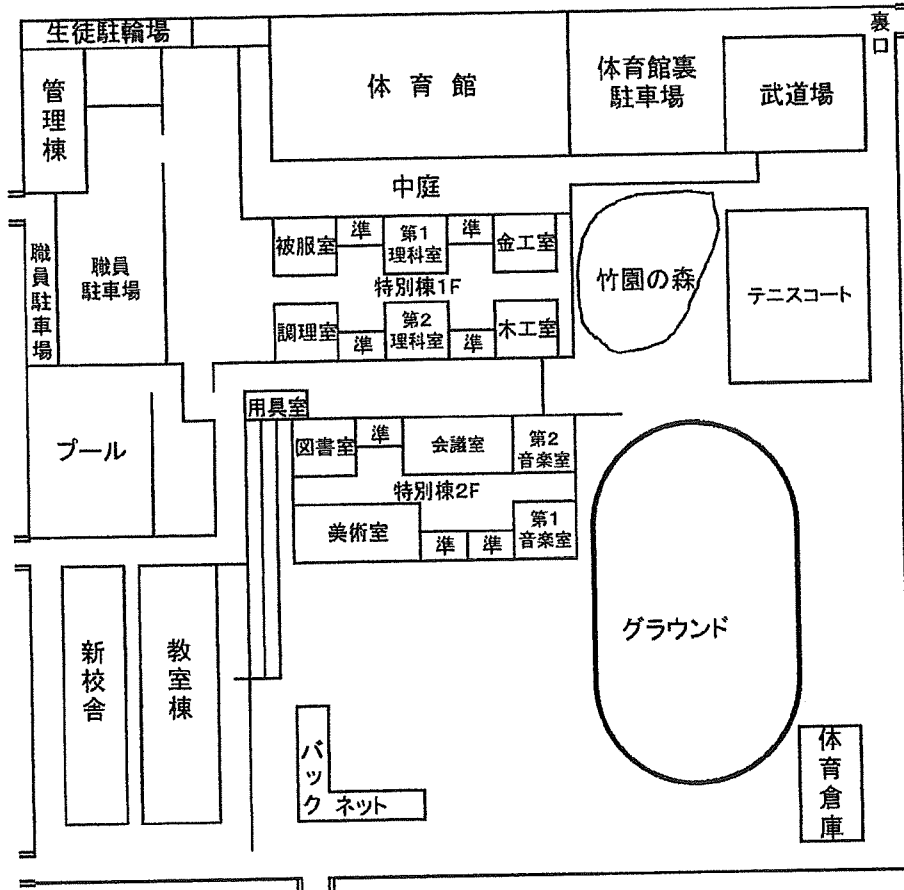 生徒駐輪場
裏口
管理棟
体育館
体育館裏
駐車場
武道場
中庭
職員駐車場
職員
駐車場
被服室
準
第1
理科室
準
金工室
特別棟1F
調理室
準
第2
理科室
準
木工室
竹園の森
テニスコート
用具室
プール
図書室
準
会議室
第2
音楽室
特別棟2F
美術室
準
準
第1
音楽室
グラウンド
新校舎
教室棟
バック
ネット
体育倉庫